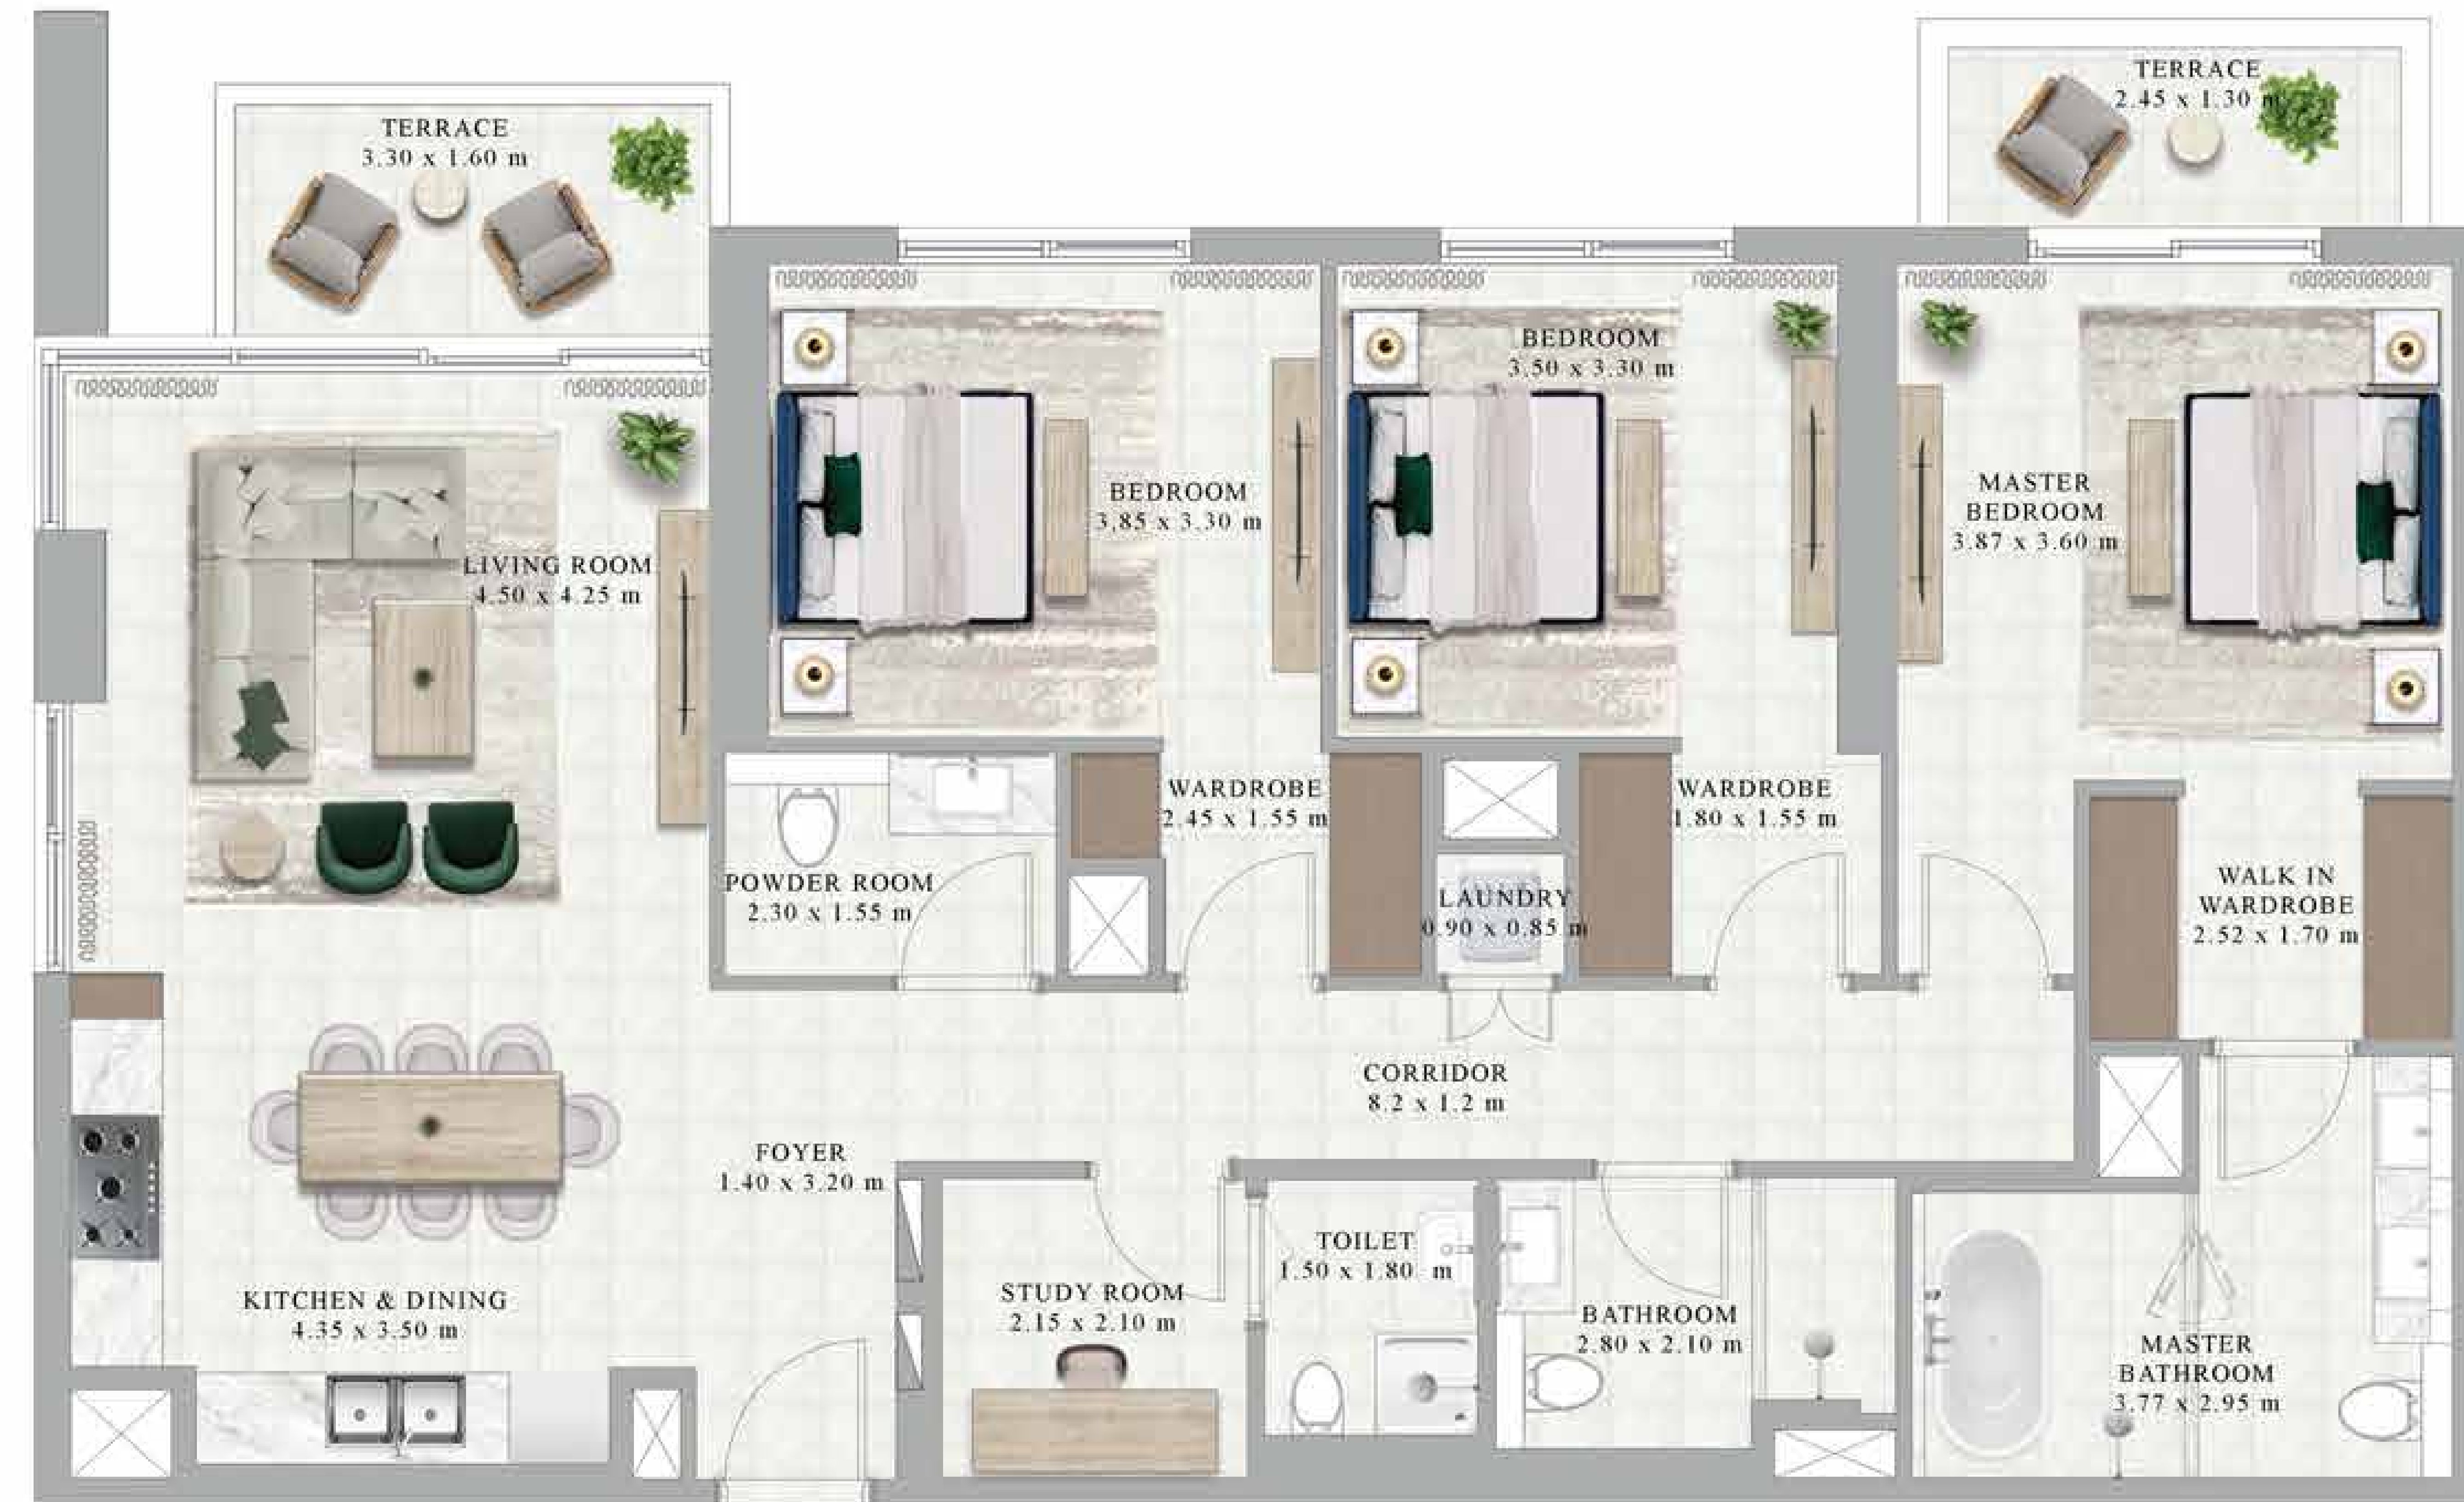 TERRACE
3.30 x 1.60 m
TERRACE
2.45 x 1.30 m
BEDROOM
3.85 x 3.30 m
BEDROOM
3.50 x 3.30 m
MASTER
BEDROOM
3.87 x 3.60 m
LIVING ROOM
4.50 x 4.25 m
WARDROBE
2.45 x 1.55 m
WARDROBE
1.80 x 1.55 m
POWDER ROOM
2.30 x 1.55 m
LAUNDRY
0.90 x 0.85 m
WALK IN
WARDROBE
2.52 x 1.70 m
CORRIDOR
8.2 x 1.2 m
FOYER
1.40 x 3.20 m
KITCHEN & DINING
4.35 x 3.50 m
STUDY ROOM
2.15 x 2.10 m
TOILET
1.50 x 1.80 m
BATHROOM
2.80 x 2.10 m
MASTER
BATHROOM
3.77 x 2.95 m